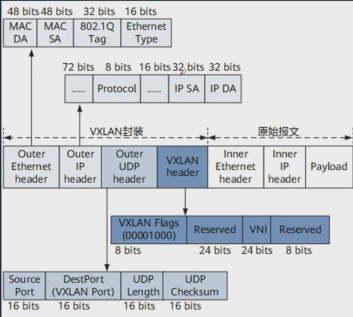 48 bits 48 bits 32 bits 16 bits
MAC DA MAC SA 802.1Q Tag Ethernet Type
72 bits 8 bits 16 bits 32 bits 32 bits
...... Protocol ...... IP SA IP DA
VXLAN封装 原始报文
Outer Ethernet header Outer IP header Outer UDP header VXLAN header Inner Ethernet header Inner IP header Payload
VXLAN Flags (00001000) Reserved VNI Reserved
8 bits 24 bits 24 bits 8 bits
Source Port DestPort (VXLAN Port) UDP Length UDP Checksum
16 bits 16 bits 16 bits 16 bits